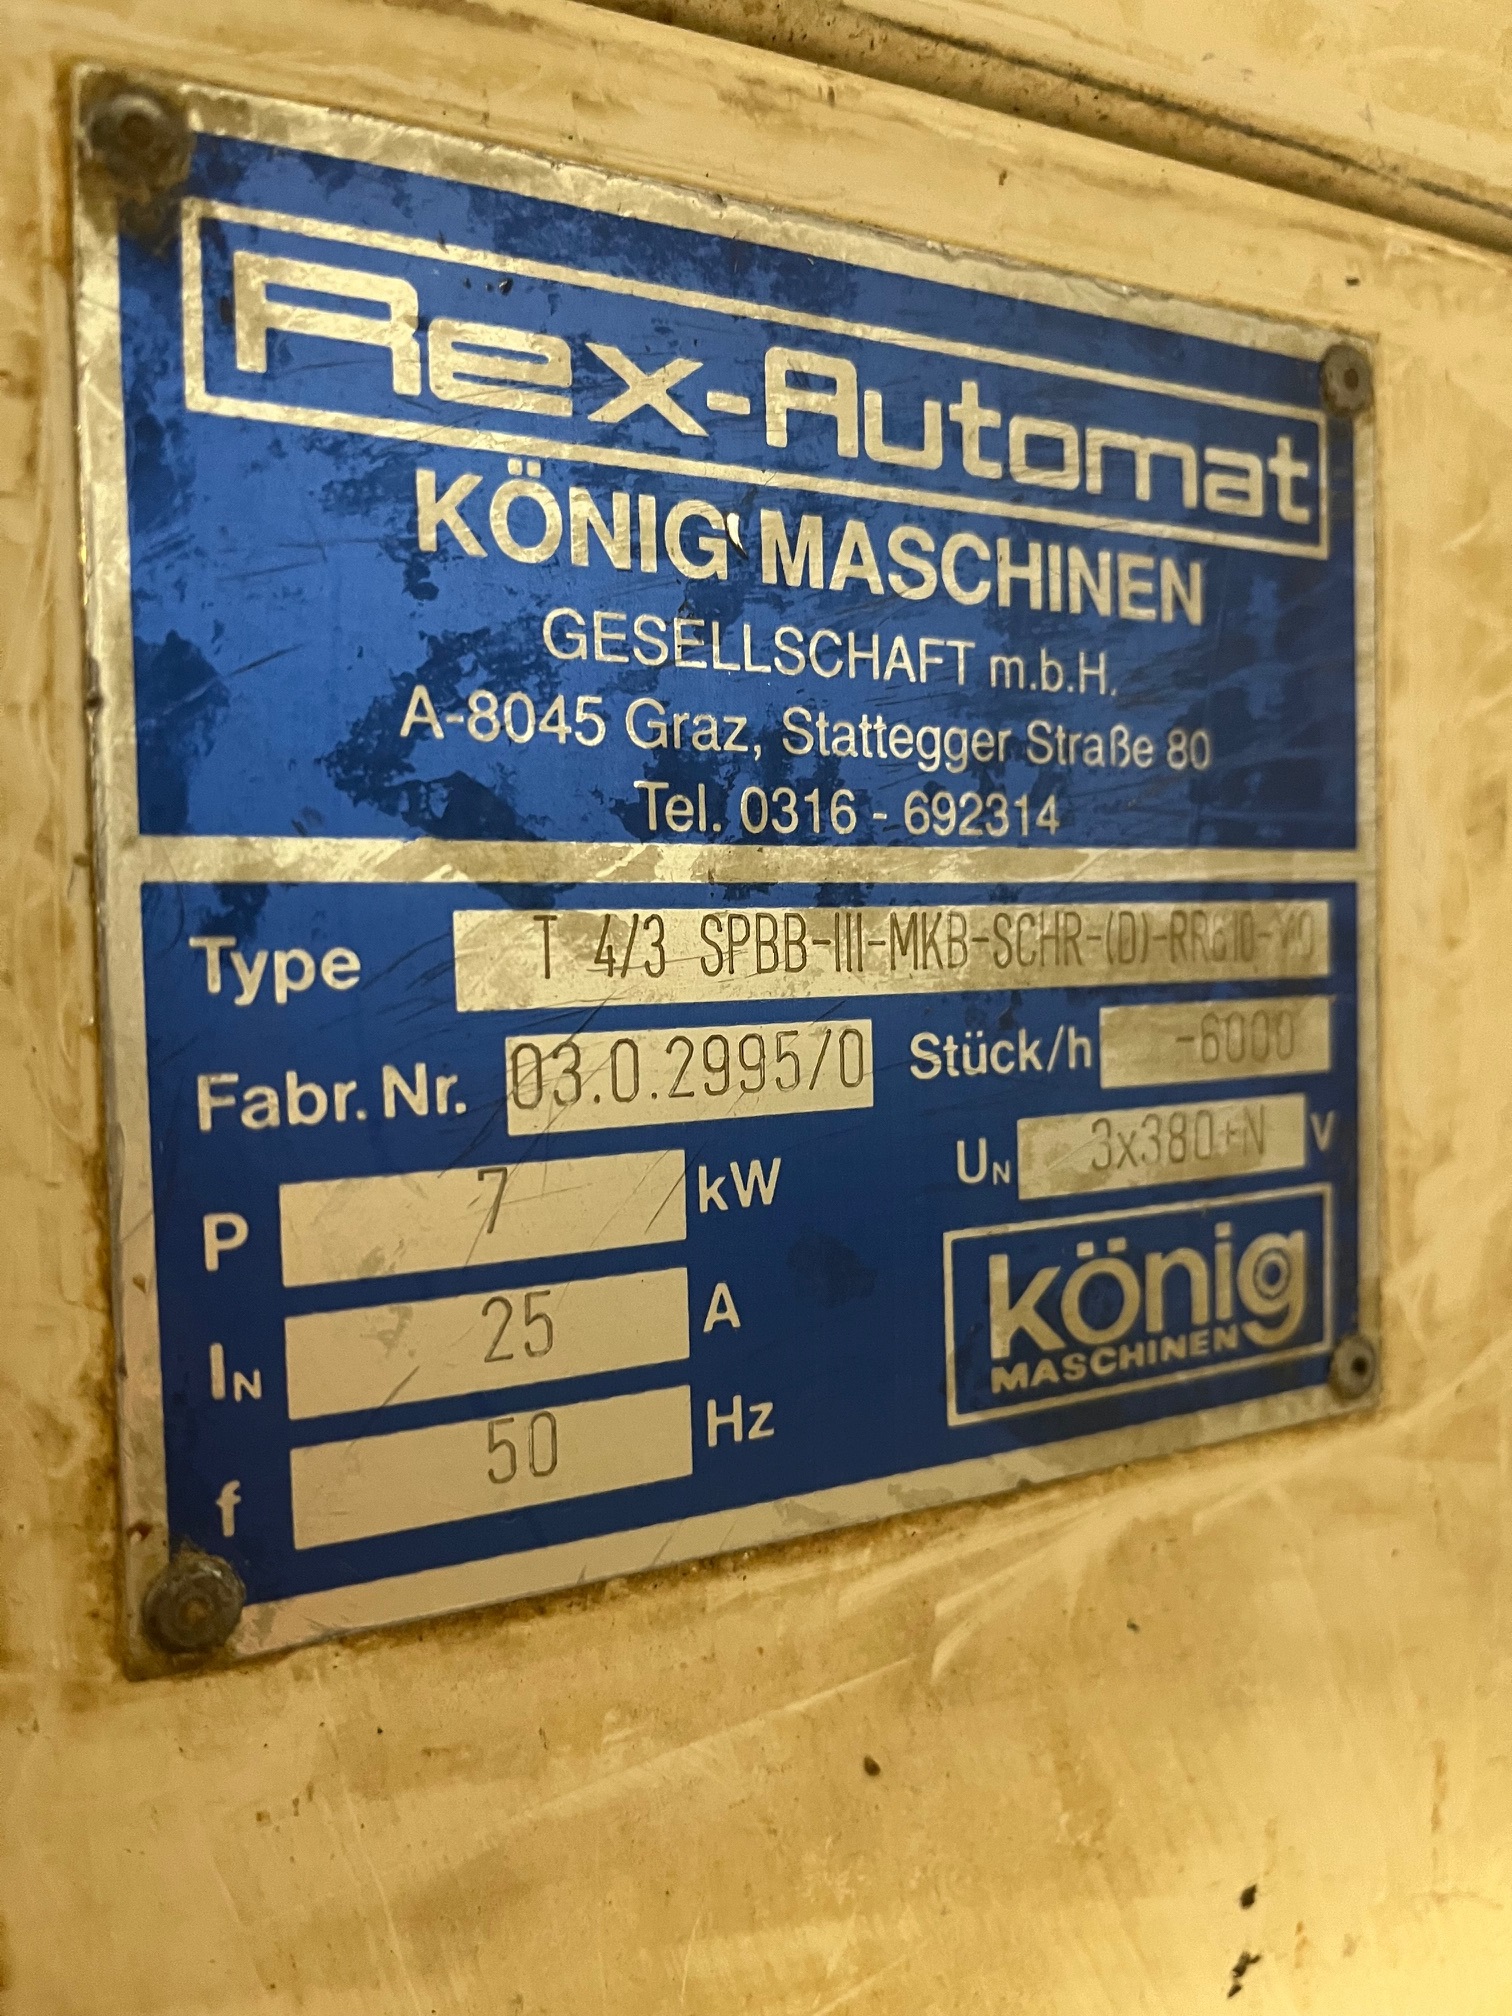 Rex-Automat
KÖNIG MASCHINEN
GESELLSCHAFT m.b.H.
A-8045 Graz, Stattegger Straße 80
Tel. 0316 - 692314
Type T 4/3 SPBB-III-MKB-SCHR-(D)-
Fabr. Nr. 03.0.2995/0 Stück/h -6000
P 7 kW UN 3x380+N V
IN 25 A
f 50 Hz
könig
MASCHINEN